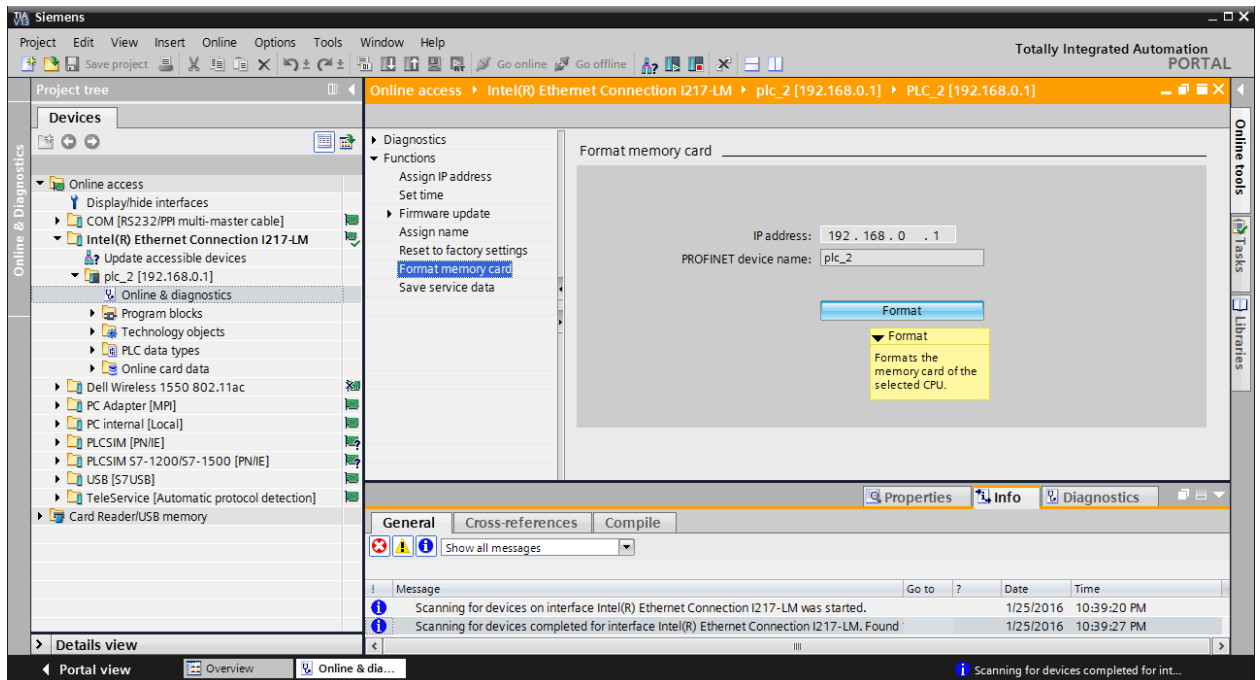 Siemens
Project Edit View Insert Online Options Tools Window Help
Save project Go online Go offline
Totally Integrated Automation
PORTAL
Project tree
Online access Intel(R) Ethernet Connection I217-LM plc_2 [192.168.0.1] PLC_2 [192.168.0.1]
Devices
Online & Diagnostics
Online access
Display/hide interfaces
COM [RS232/PPI multi-master cable]
Intel(R) Ethernet Connection I217-LM
Update accessible devices
plc_2 [192.168.0.1]
Online & diagnostics
Program blocks
Technology objects
PLC data types
Online card data
Dell Wireless 1550 802.11ac
PC Adapter [MPI]
PC internal [Local]
PLCSIM [PN/IE]
PLCSIM S7-1200/S7-1500 [PN/IE]
USB [S7USB]
TeleService [Automatic protocol detection]
Card Reader/USB memory
Details view
Diagnostics
Functions
Assign IP address
Set time
Firmware update
Assign name
Reset to factory settings
Format memory card
Save service data
Format memory card
IP address: 192 . 168 . 0 . 1
PROFINET device name: plc_2
Format
Format
Formats the
memory card of the
selected CPU.
Online tools
Tasks
Libraries
Properties Info Diagnostics
General Cross-references Compile
Show all messages
! Message Go to ? Date Time
Scanning for devices on interface Intel(R) Ethernet Connection I217-LM was started. 1/25/2016 10:39:20 PM
Scanning for devices completed for interface Intel(R) Ethernet Connection I217-LM. Found 1/25/2016 10:39:27 PM
Portal view Overview Online & dia... Scanning for devices completed for int...